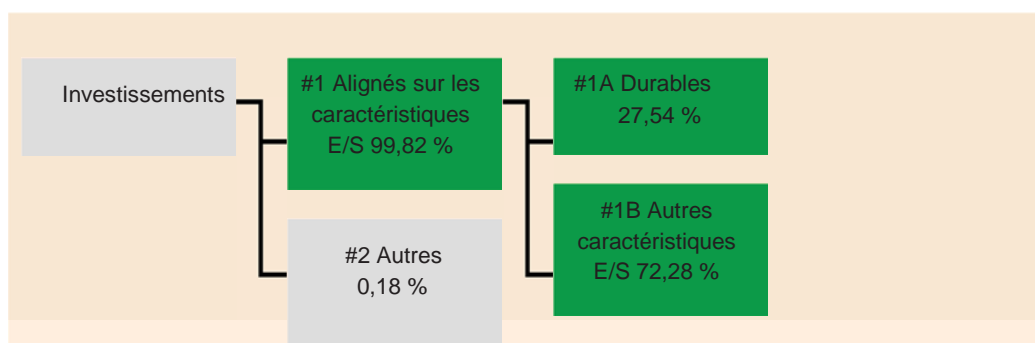 Investissements
#1 Alignés sur les
caractéristiques
E/S 99,82 %
#2 Autres
0,18 %
#1A Durables
27,54 %
#1B Autres
caractéristiques
E/S 72,28 %